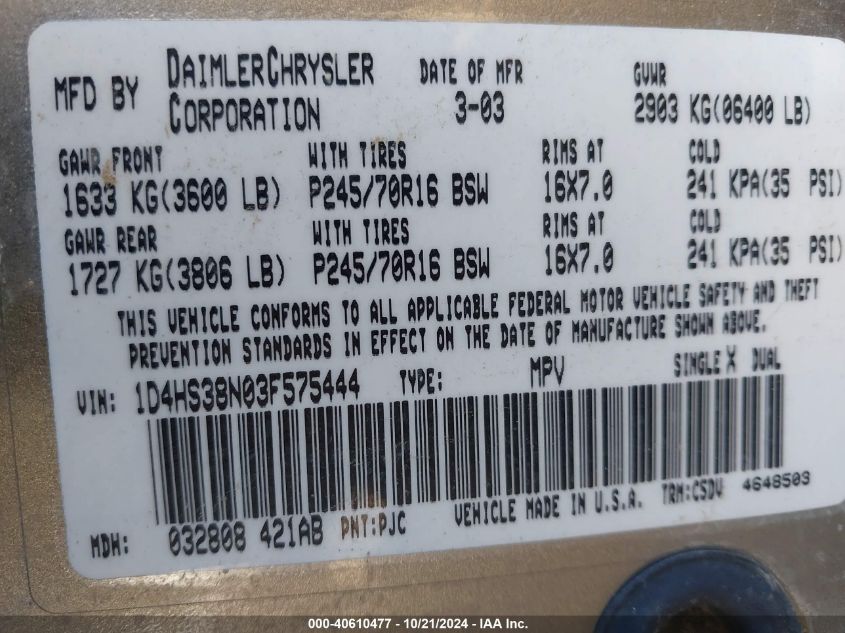 MFD BY DAIMLERCHRYSLER CORPORATION DATE OF MFR 3-03 GVWR 2903 KG(06400 LB)
GAWR FRONT WITH TIRES RIMS AT COLD
1633 KG(3600 LB) P245/70R16 BSW 16X7.0 241 KPA(35 PSI)
GAWR REAR WITH TIRES RIMS AT COLD
1727 KG(3806 LB) P245/70R16 BSW 16X7.0 241 KPA(35 PSI)
THIS VEHICLE CONFORMS TO ALL APPLICABLE FEDERAL MOTOR VEHICLE SAFETY AND THEFT
PREVENTION STANDARDS IN EFFECT ON THE DATE OF MANUFACTURE SHOWN ABOVE.
VIN: 1D4HS38N03F575444 TYPE: MPV SINGLE X DUAL
MDH: 032808 421AB PNT:PJC VEHICLE MADE IN U.S.A. TRM:CSDV 4648503
000-40610477 - 10/21/2024 - IAA Inc.